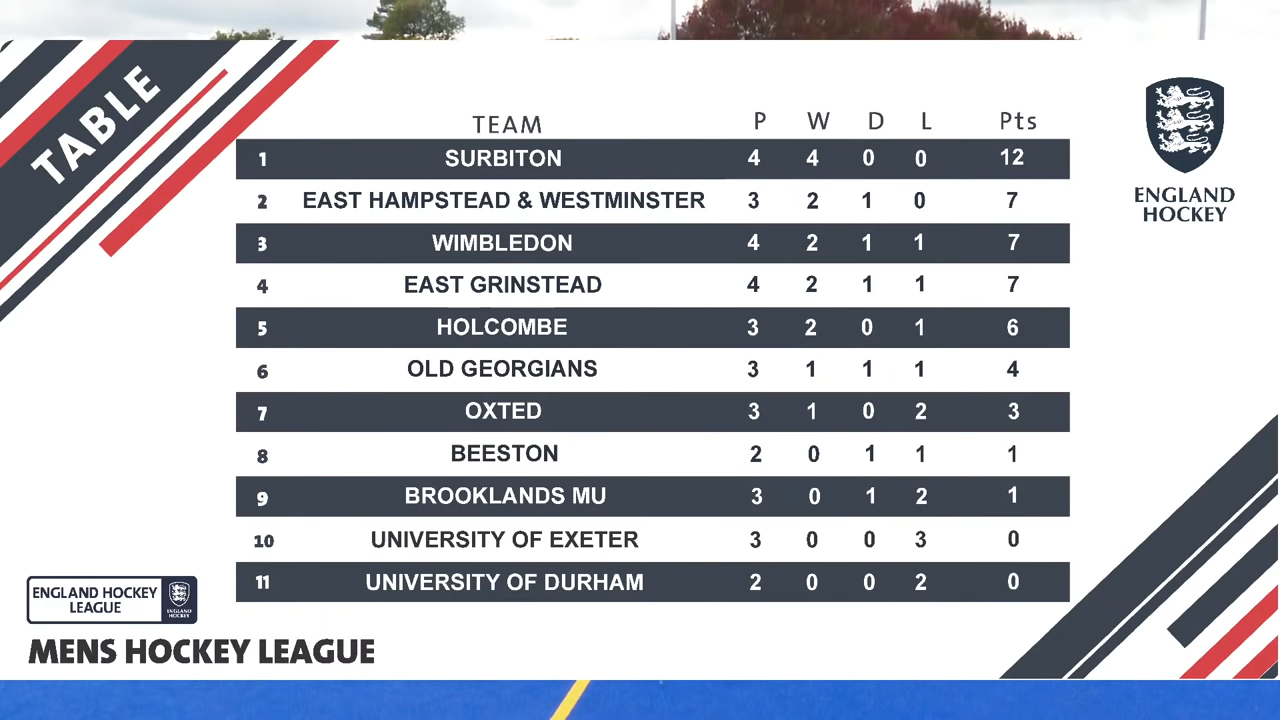 TABLE
TEAM P W D L Pts
1 SURBITON 4 4 0 0 12
2 EAST HAMPSTEAD & WESTMINSTER 3 2 1 0 7
3 WIMBLEDON 4 2 1 1 7
4 EAST GRINSTEAD 4 2 1 1 7
5 HOLCOMBE 3 2 0 1 6
6 OLD GEORGIANS 3 1 1 1 4
7 OXTED 3 1 0 2 3
8 BEESTON 2 0 1 1 1
9 BROOKLANDS MU 3 0 1 2 1
10 UNIVERSITY OF EXETER 3 0 0 3 0
11 UNIVERSITY OF DURHAM 2 0 0 2 0
ENGLAND
HOCKEY
ENGLAND HOCKEY
LEAGUE
ENGLAND
HOCKEY
MENS HOCKEY LEAGUE